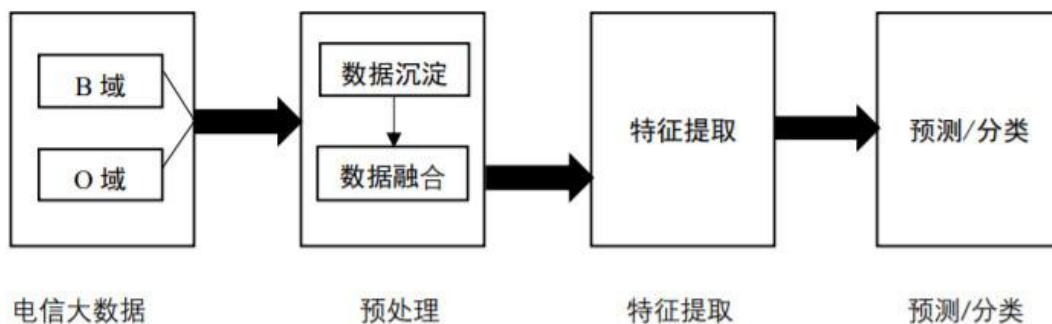 B 域
O 域
数据沉淀
数据融合
特征提取
预测/分类
电信大数据
预处理
特征提取
预测/分类